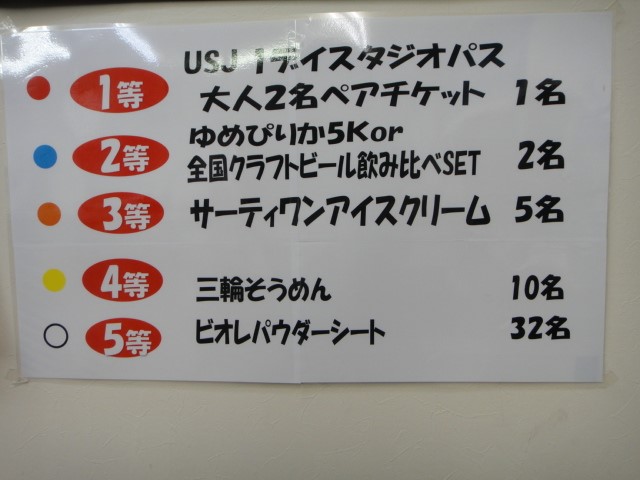 USJ 1デイスタジオパス
1等 大人2名ペアチケット 1名
ゆめぴりか5Kor
2等 全国クラフトビール飲み比べSET 2名
3等 サーティワンアイスクリーム 5名
4等 三輪そうめん 10名
5等 ビオレパウダーシート 32名